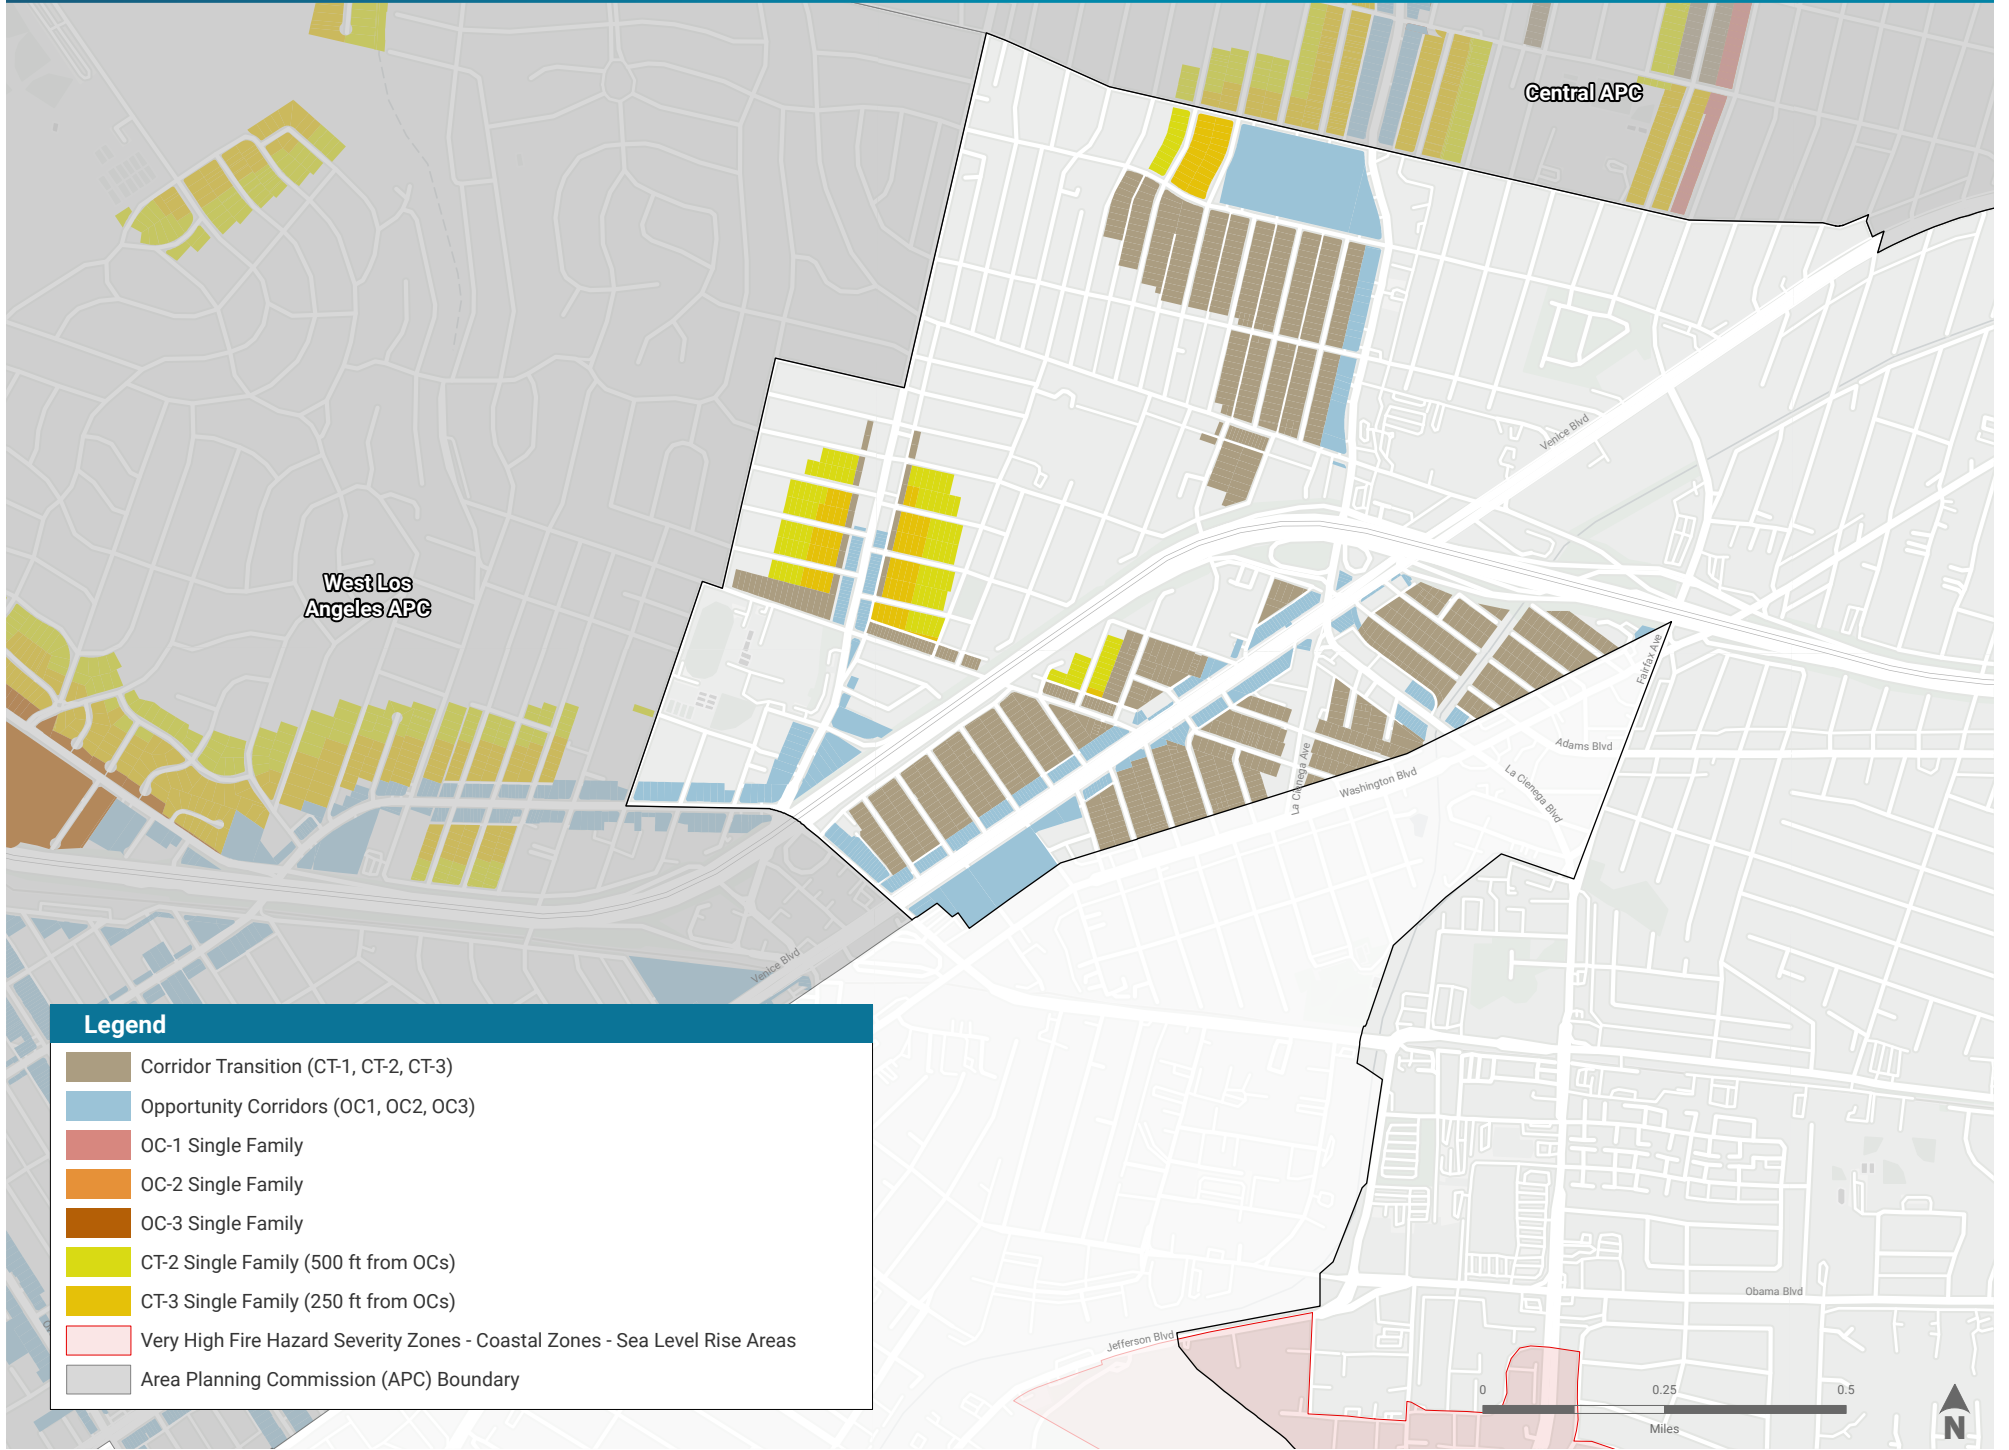 Central APC
Venice Blvd
West Los
Angeles APC
Fairfax Ave
Adams Blvd
La Cienega Ave
Washington Blvd
La Cienega Blvd
Venice Blvd
Legend
Corridor Transition (CT-1, CT-2, CT-3)
Opportunity Corridors (OC1, OC2, OC3)
OC-1 Single Family
OC-2 Single Family
OC-3 Single Family
CT-2 Single Family (500 ft from OCs)
CT-3 Single Family (250 ft from OCs)
Very High Fire Hazard Severity Zones - Coastal Zones - Sea Level Rise Areas
Area Planning Commission (APC) Boundary
Obama Blvd
Jefferson Blvd
0 0.25 0.5
Miles
N